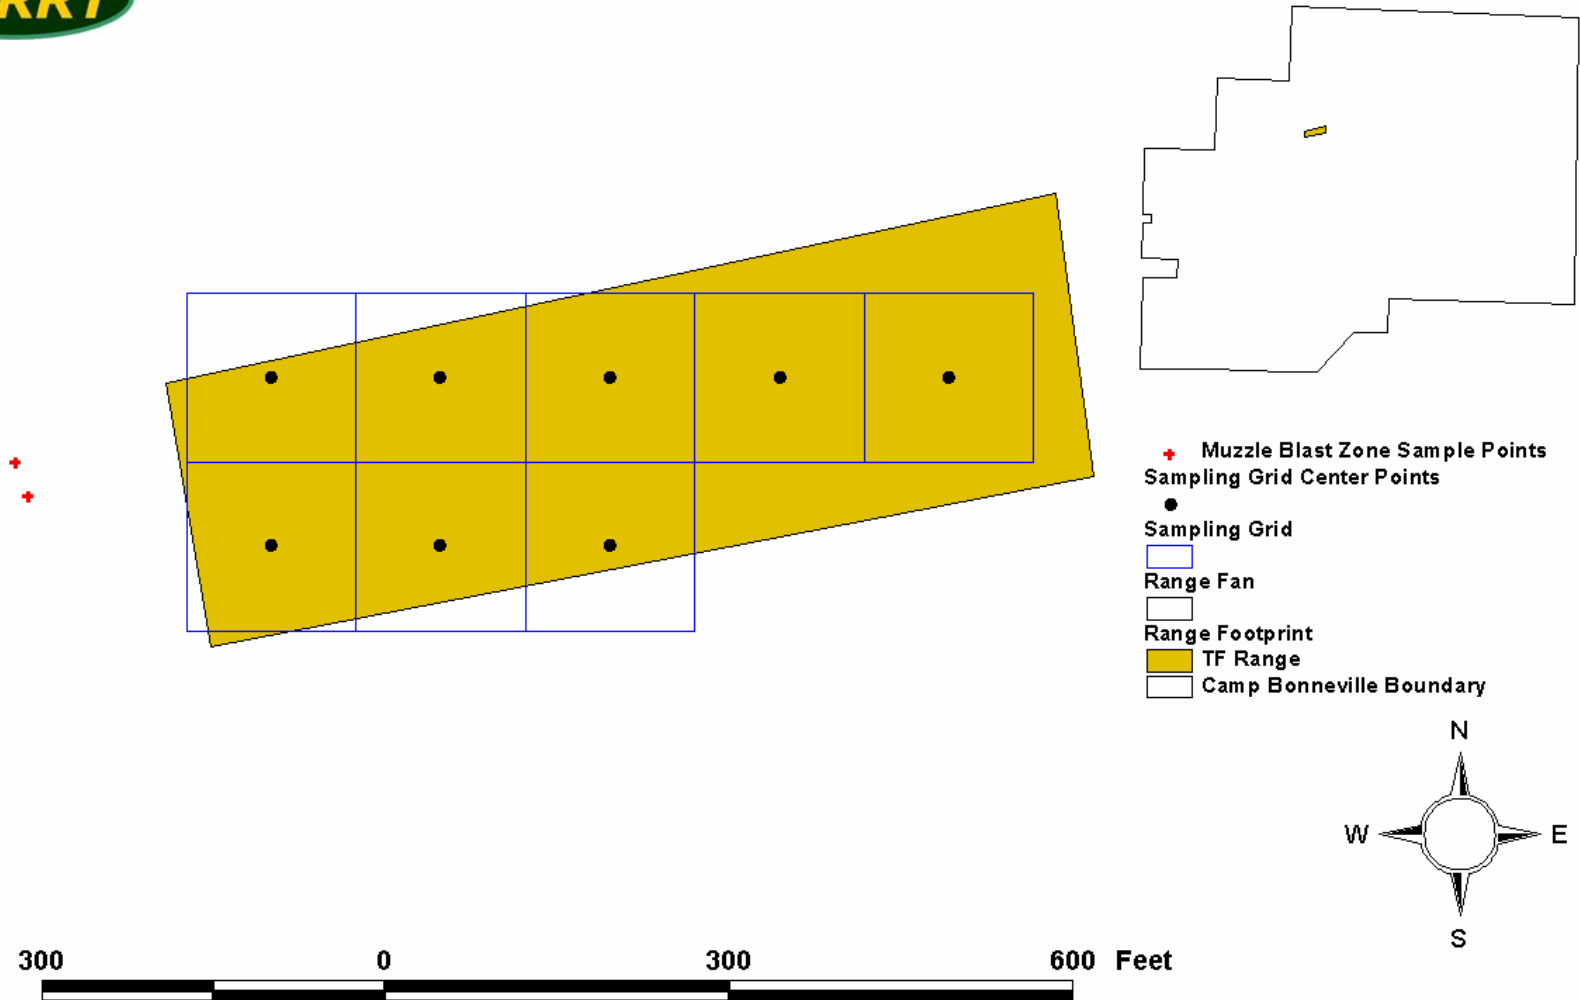 RRT
Muzzle Blast Zone Sample Points
Sampling Grid Center Points
Sampling Grid
Range Fan
Range Footprint
TF Range
Camp Bonneville Boundary
N
W E
S
300 0 300 600 Feet